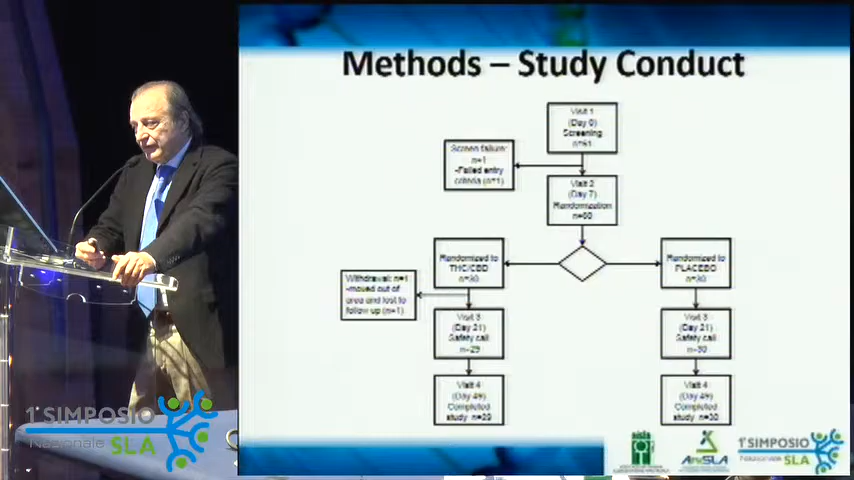 Methods – Study Conduct
Visit 1
(Day 0)
Screening
n=61
Screen failure:
n=1
-Failed entry
criteria (n=1)
Visit 2
(Day 7)
Randomization
n=60
Randomized to
THC/CBD
n=30
Randomized to
PLACEBO
n=30
Withdrawal: n=1
-moved out of
area and lost to
follow up (n=1)
Visit 3
(Day 21)
Safety call
n=29
Visit 3
(Day 21)
Safety call
n=30
Visit 4
(Day 49)
Completed
study n=29
Visit 4
(Day 49)
Completed
study n=30
1° SIMPOSIO
Nazionale SLA
aisla
AriSLA
1° SIMPOSIO
Nazionale SLA